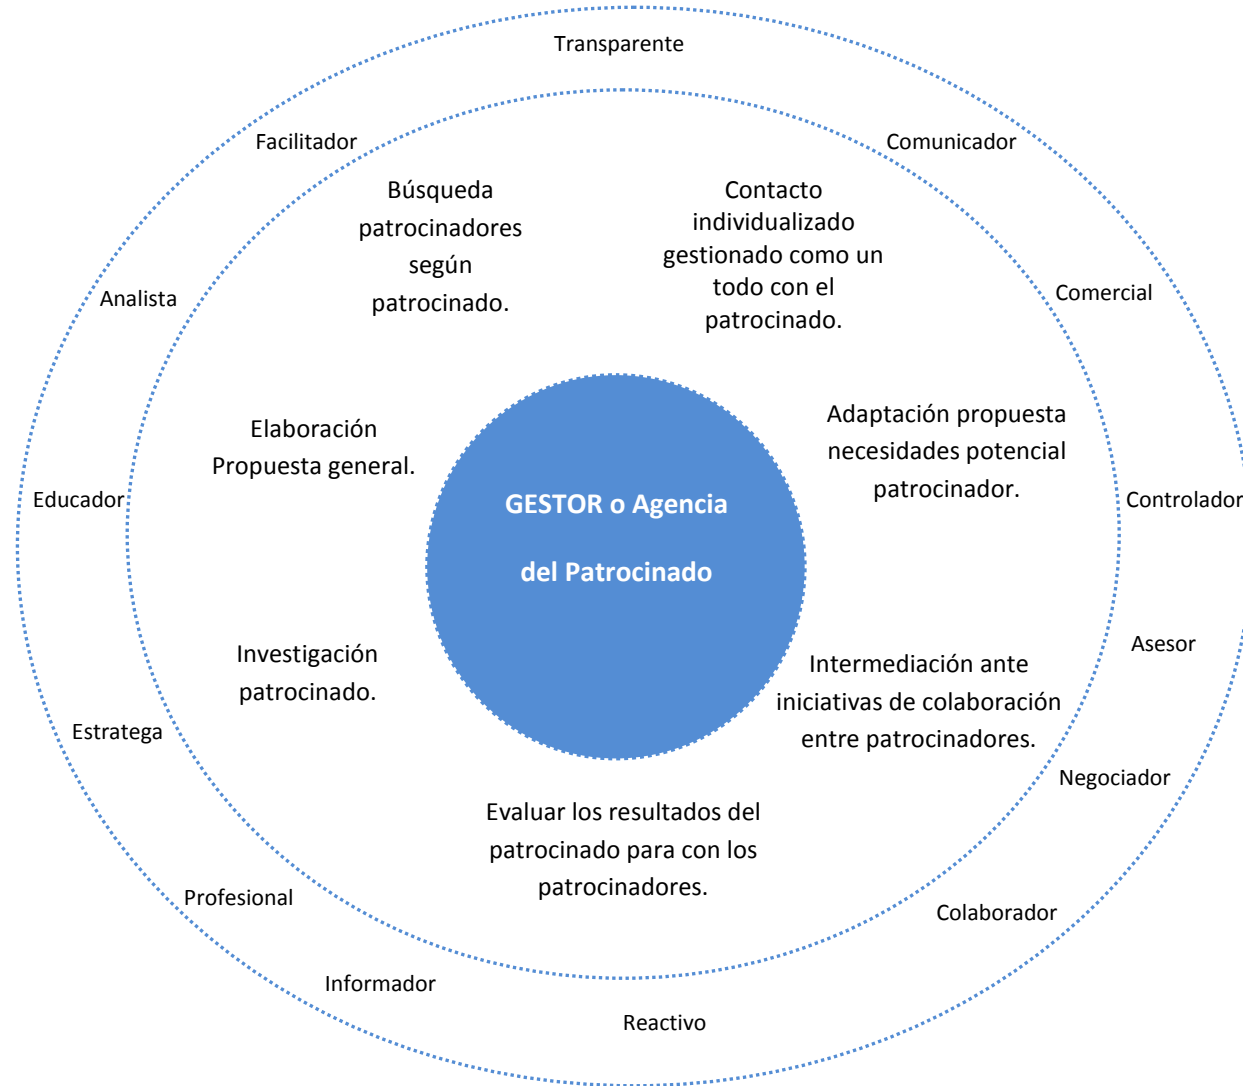 Transparente
Facilitador
Comunicador
Búsqueda
patrocinadores
según
patrocinado.
Contacto
individualizado
gestionado como un
todo con el
patrocinado.
Analista
Comercial
Elaboración
Propuesta general.
Adaptación propuesta
necesidades potencial
patrocinador.
Educador
GESTOR o Agencia
del Patrocinado
Controlador
Investigación
patrocinado.
Intermediación ante
iniciativas de colaboración
entre patrocinadores.
Asesor
Estratega
Negociador
Evaluar los resultados del
patrocinado para con los
patrocinadores.
Profesional
Colaborador
Informador
Reactivo